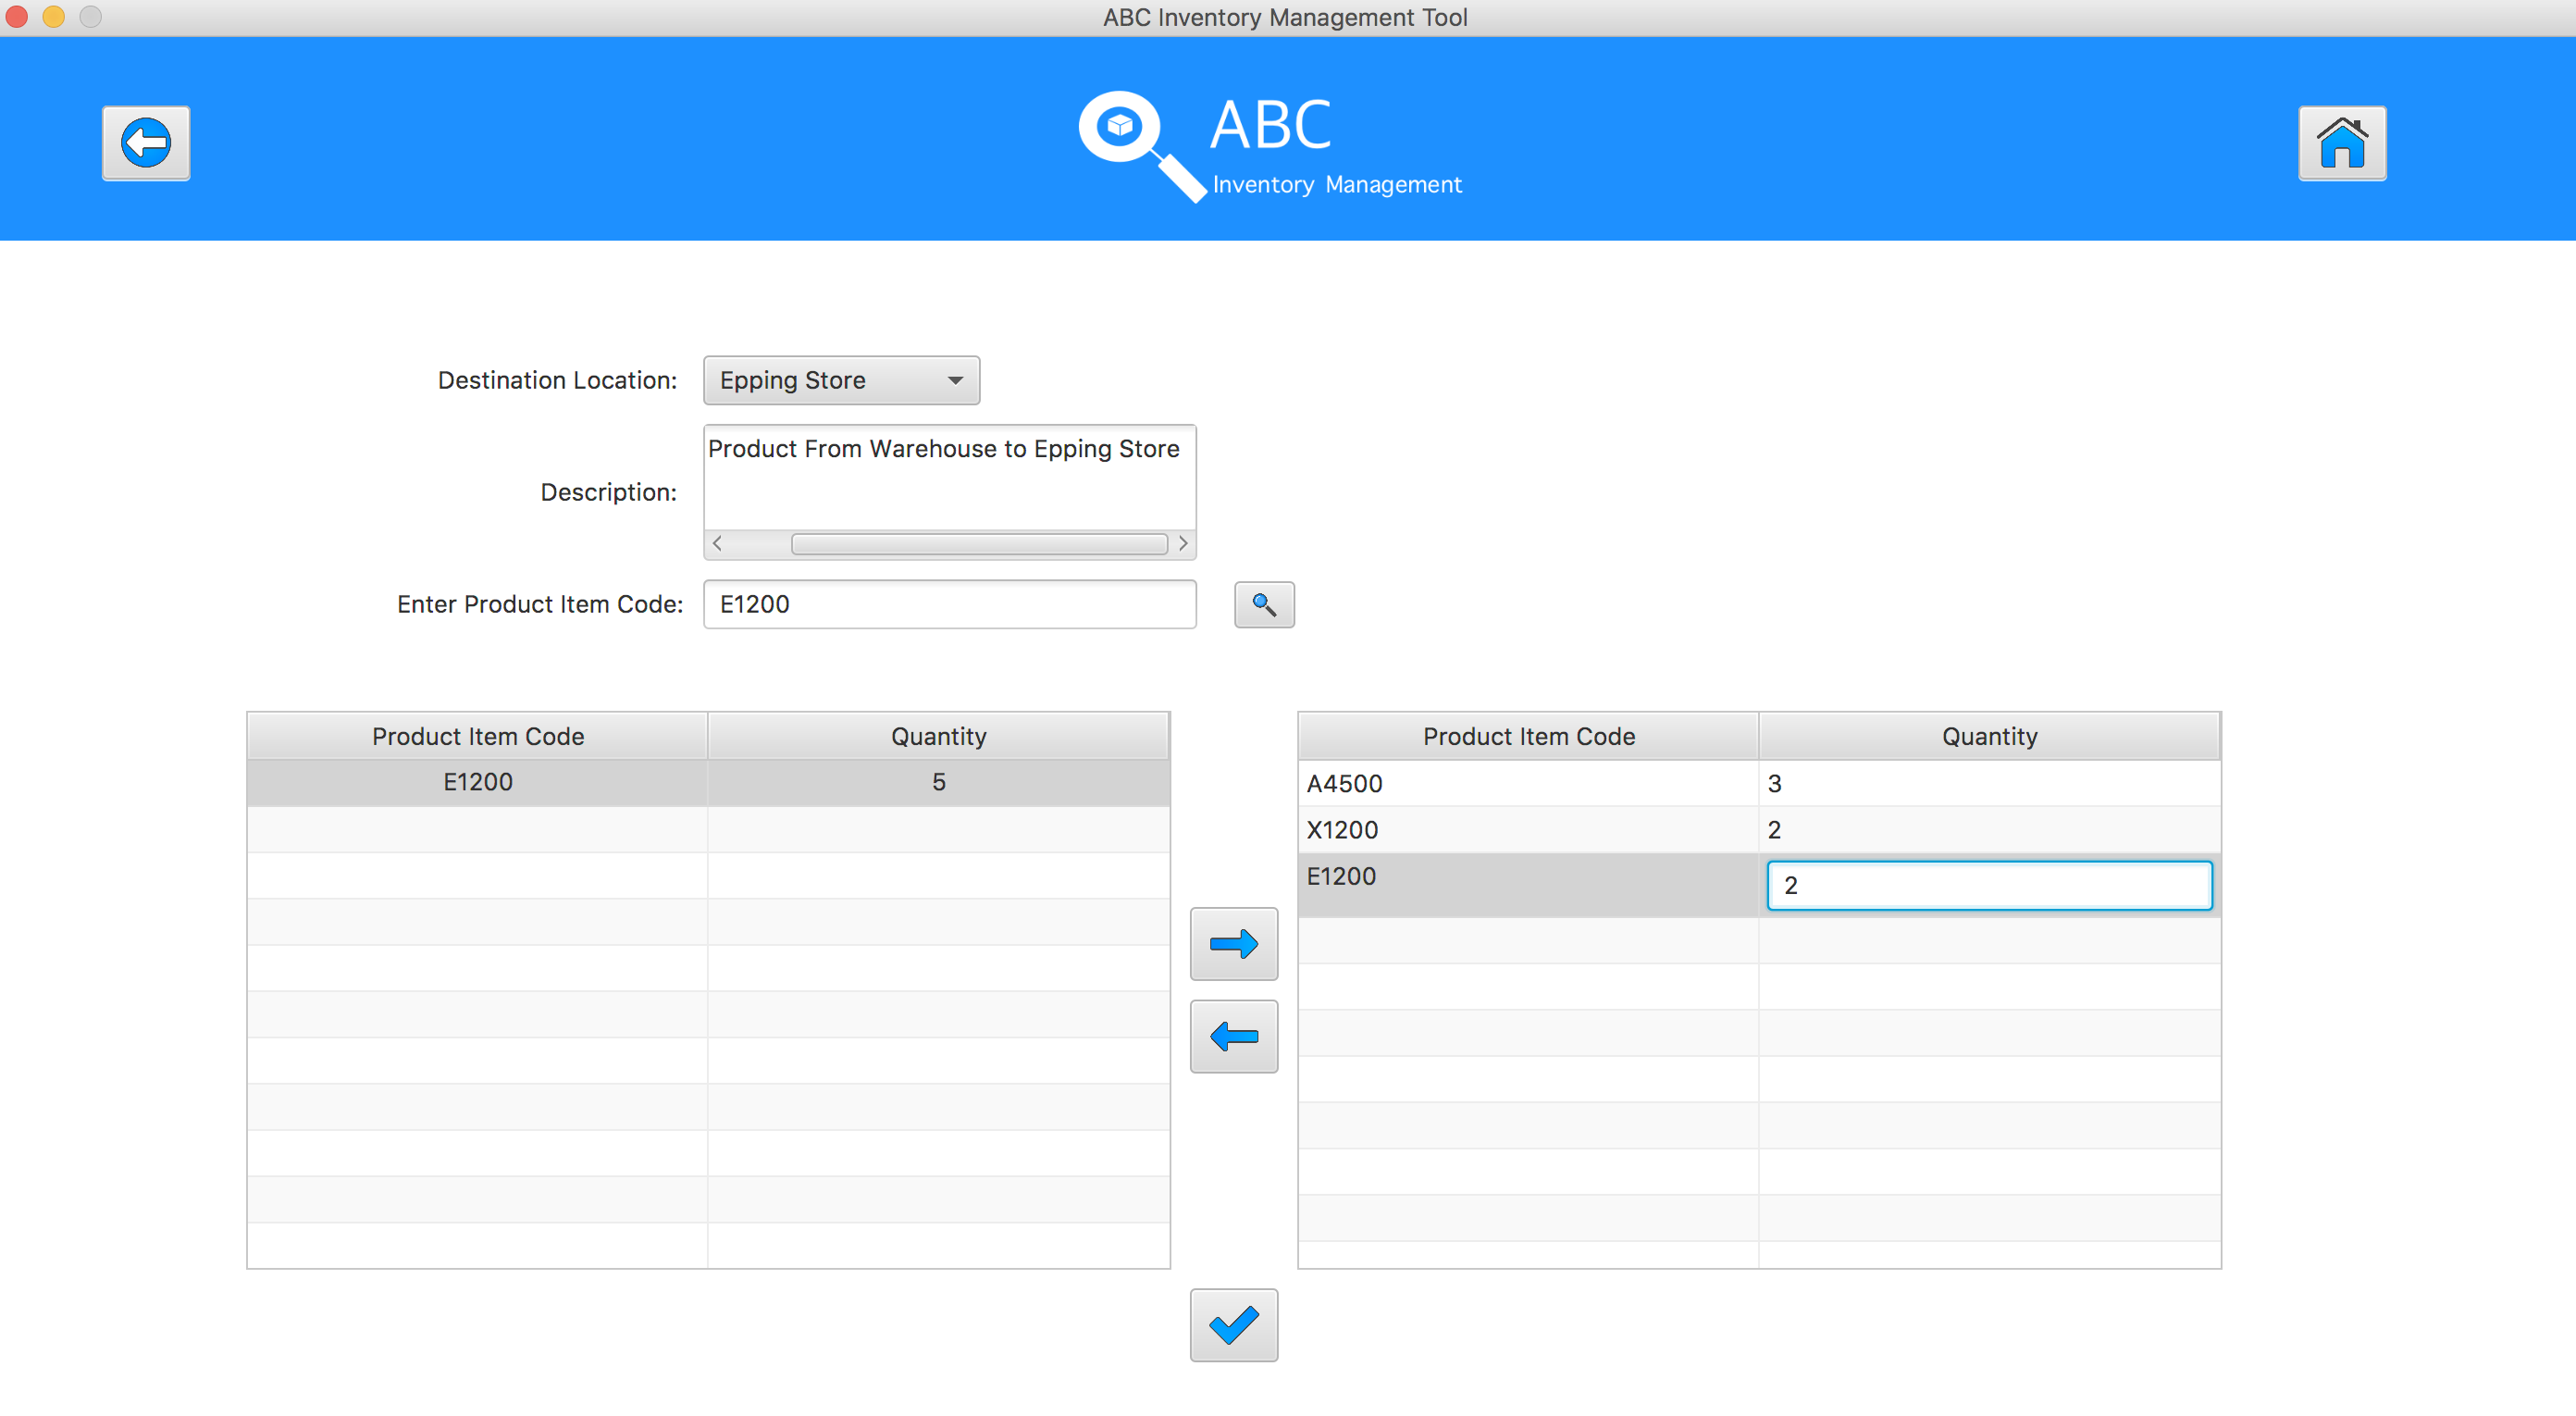 ABC Inventory Management Tool
ABC
Inventory Management
Destination Location: Epping Store
Description: Product From Warehouse to Epping Store
Enter Product Item Code: E1200
Product Item Code Quantity Product Item Code Quantity
E1200 5 A4500 3
X1200 2
E1200 2